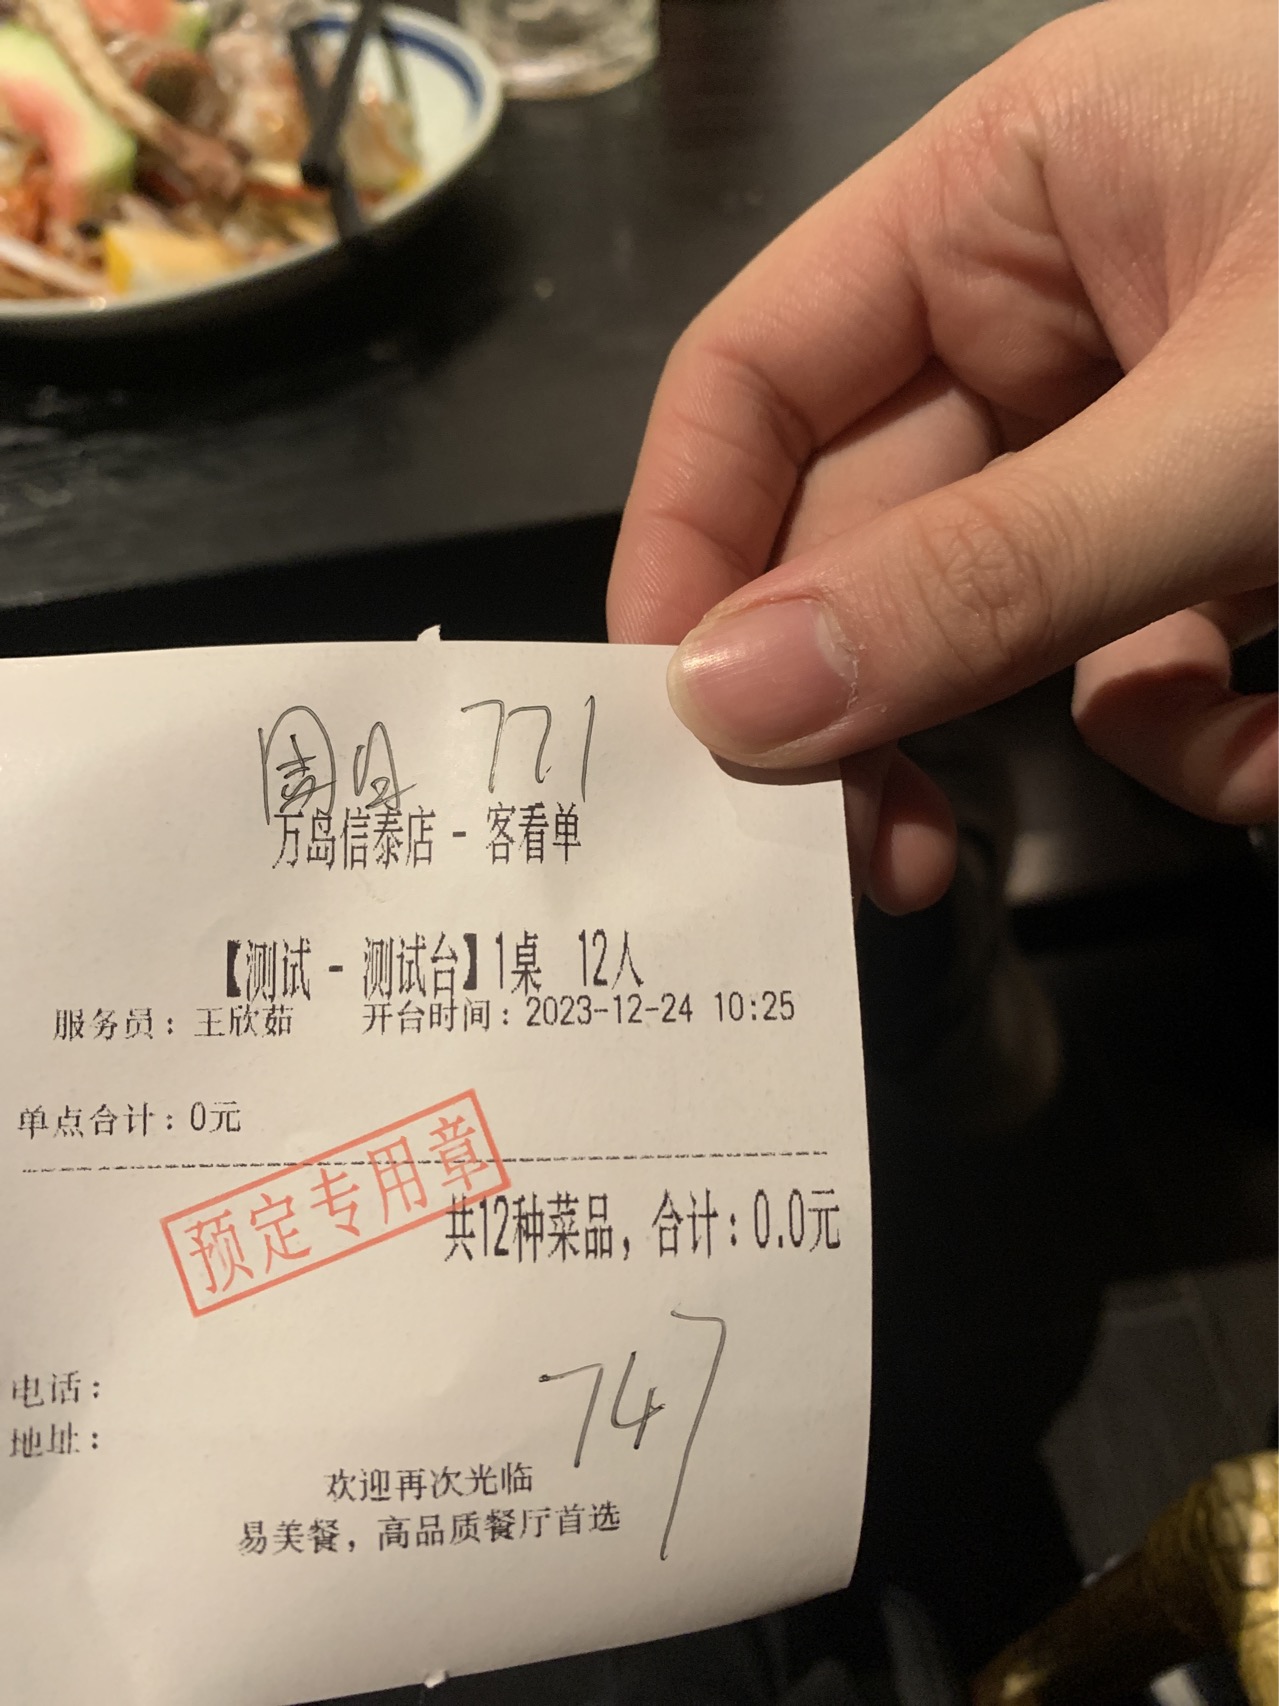 771
万岛信泰店 - 客看单
【测试 - 测试台】1桌 12人
服务员：王欣茹 开台时间：2023-12-24 10:25
单点合计：0元
预定专用章
共12种菜品，合计：0.0元
747
电话：
地址：
欢迎再次光临
易美餐，高品质餐厅首选